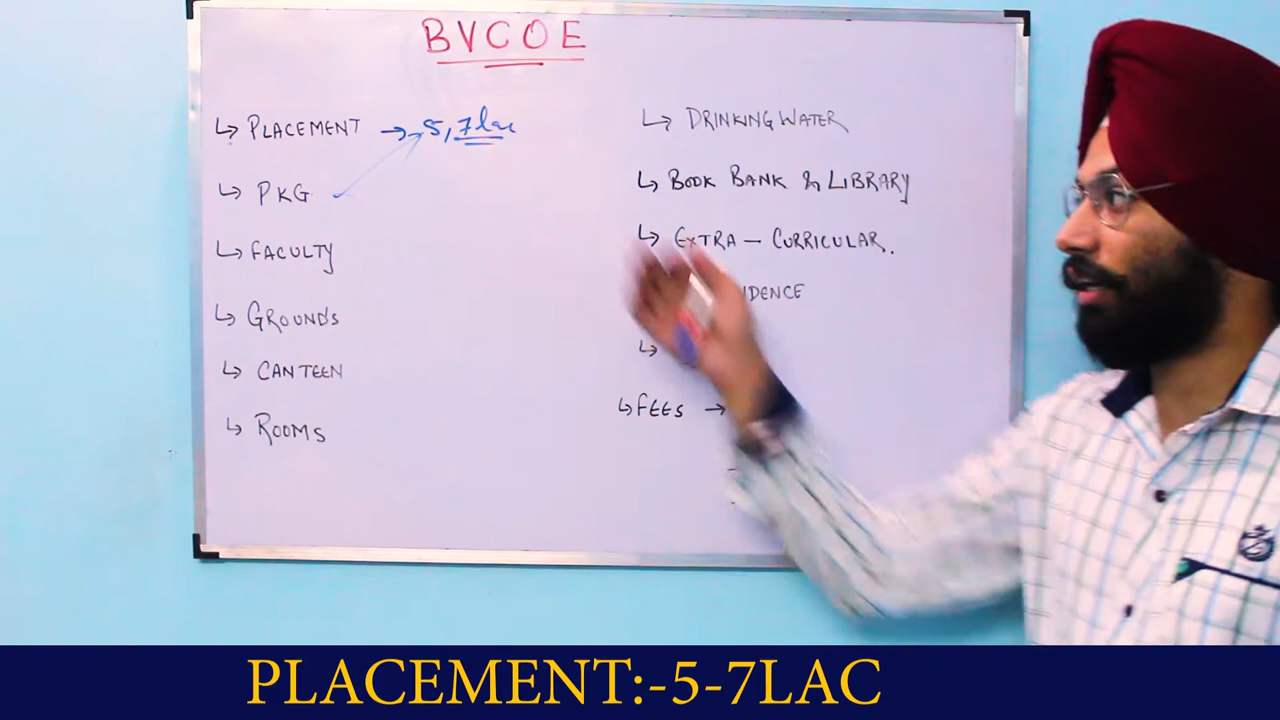 BVCOE
↳ PLACEMENT → 5,7lac
↳ PKG
↳ FACULTY
↳ GROUNDS
↳ CANTEEN
↳ ROOMS
↳ DRINKING WATER
↳ BOOK BANK & LIBRARY
↳ EXTRA - CURRICULAR.
IDENCE
↳
↳ FEES →
PLACEMENT:-5-7LAC